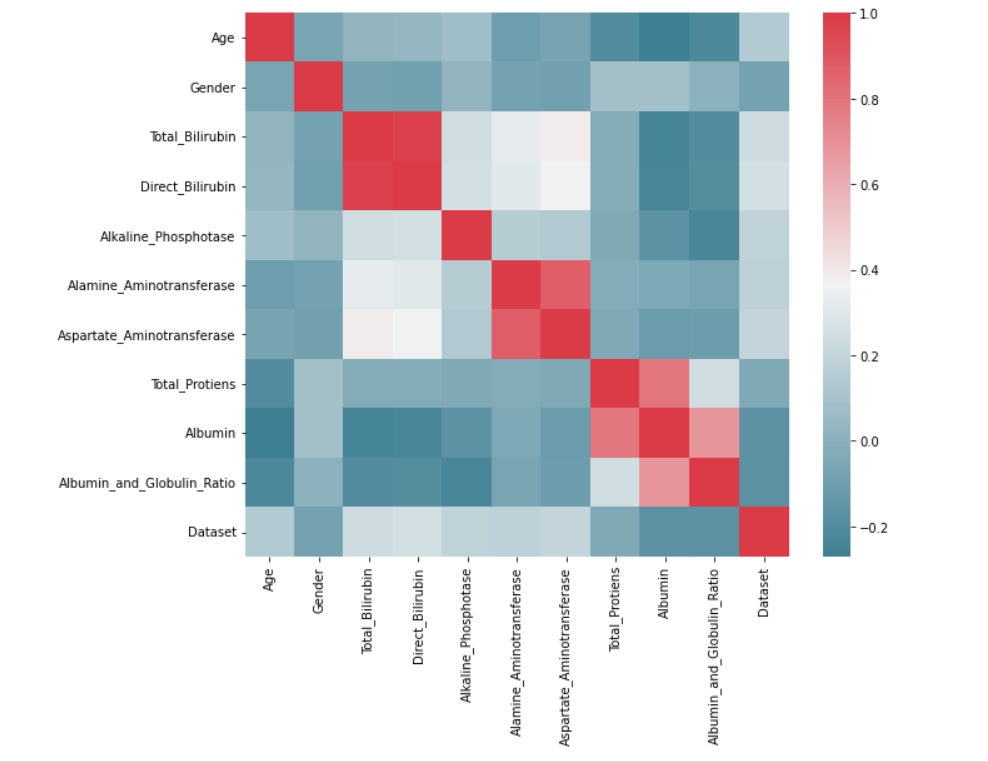 Age
Gender
Total_Bilirubin
Direct_Bilirubin
Alkaline_Phosphotase
Alamine_Aminotransferase
Aspartate_Aminotransferase
Total_Protiens
Albumin
Albumin_and_Globulin_Ratio
Dataset
Age
Gender
Total_Bilirubin
Direct_Bilirubin
Alkaline_Phosphotase
Alamine_Aminotransferase
Aspartate_Aminotransferase
Total_Protiens
Albumin
Albumin_and_Globulin_Ratio
Dataset
1.0
0.8
0.6
0.4
0.2
0.0
−0.2